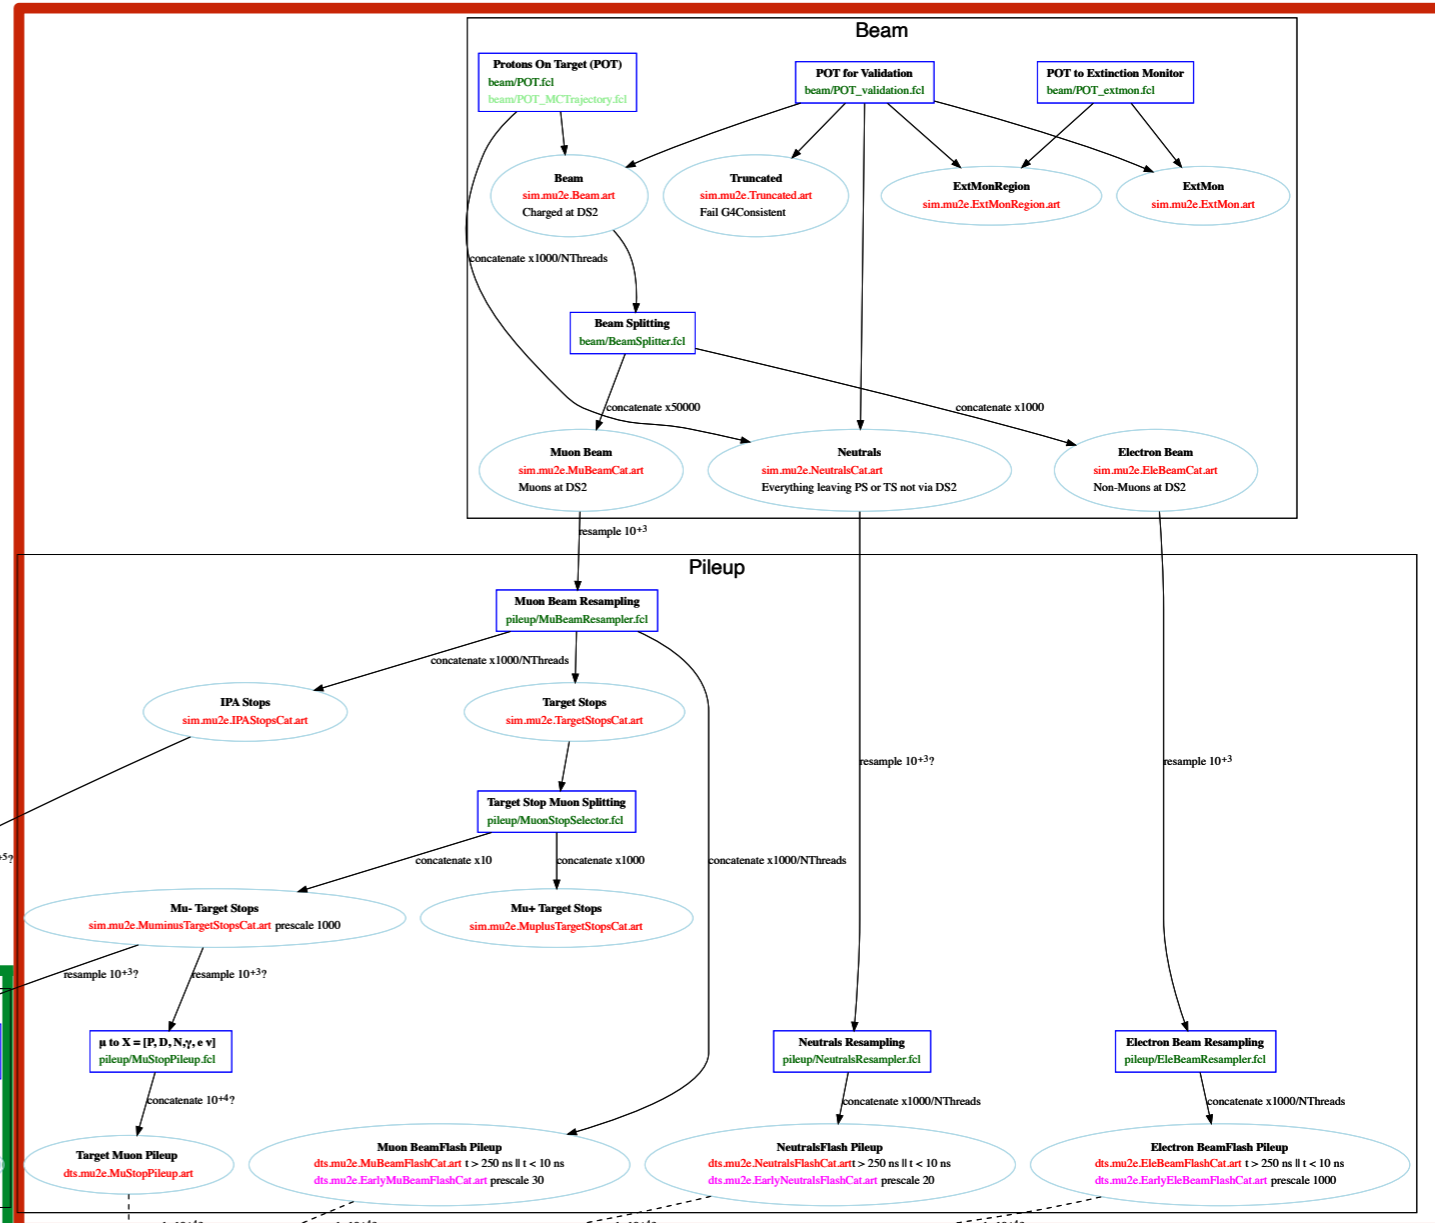 Beam
Protons On Target (POT)
beam/POT.fcl
beam/POT_MCTrajectory.fcl
POT for Validation
beam/POT_validation.fcl
POT to Extinction Monitor
beam/POT_extmon.fcl
Beam
sim.mu2e.Beam.art
Charged at DS2
Truncated
sim.mu2e.Truncated.art
Fail G4Consistent
ExtMonRegion
sim.mu2e.ExtMonRegion.art
ExtMon
sim.mu2e.ExtMon.art
concatenate x1000/NThreads
Beam Splitting
beam/BeamSplitter.fcl
concatenate x50000
concatenate x1000
Muon Beam
sim.mu2e.MuBeamCat.art
Muons at DS2
Neutrals
sim.mu2e.NeutralsCat.art
Everything leaving PS or TS not via DS2
Electron Beam
sim.mu2e.EleBeamCat.art
Non-Muons at DS2
resample 10+3
Pileup
Muon Beam Resampling
pileup/MuBeamResampler.fcl
concatenate x1000/NThreads
IPA Stops
sim.mu2e.IPAStopsCat.art
Target Stops
sim.mu2e.TargetStopsCat.art
resample 10+3?
resample 10+3
Target Stop Muon Splitting
pileup/MuonStopSelector.fcl
+5?
concatenate x10
concatenate x1000
concatenate x1000/NThreads
Mu- Target Stops
sim.mu2e.MuminusTargetStopsCat.art prescale 1000
Mu+ Target Stops
sim.mu2e.MuplusTargetStopsCat.art
resample 10+3?
resample 10+3?
μ to X = [P, D, N,γ, e ν]
pileup/MuStopPileup.fcl
Neutrals Resampling
pileup/NeutralsResampler.fcl
Electron Beam Resampling
pileup/EleBeamResampler.fcl
concatenate 10+4?
concatenate x1000/NThreads
concatenate x1000/NThreads
Target Muon Pileup
dts.mu2e.MuStopPileup.art
Muon BeamFlash Pileup
dts.mu2e.MuBeamFlashCat.art t > 250 ns || t < 10 ns
dts.mu2e.EarlyMuBeamFlashCat.art prescale 30
NeutralsFlash Pileup
dts.mu2e.NeutralsFlashCat.art t > 250 ns || t < 10 ns
dts.mu2e.EarlyNeutralsFlashCat.art prescale 20
Electron BeamFlash Pileup
dts.mu2e.EleBeamFlashCat.art t > 250 ns || t < 10 ns
dts.mu2e.EarlyEleBeamFlashCat.art prescale 1000